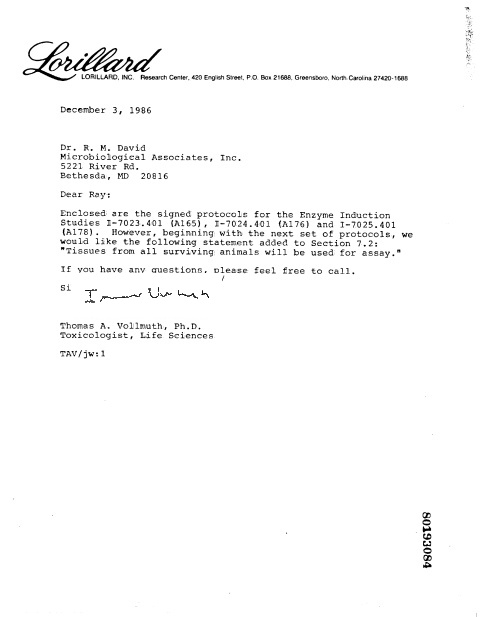 Lorillard
LORILLARD, INC. Research Center, 420 English Street, P.O. Box 21688, Greensboro, North Carolina 27420-1688
December 3, 1986
Dr. R. M. David
Microbiological Associates, Inc.
5221 River Rd.
Bethesda, MD 20816
Dear Ray:
Enclosed are the signed protocols for the Enzyme Induction
Studies I-7023.401 (A165), I-7024.401 (A176) and I-7025.401
(A178). However, beginning with the next set of protocols, we
would like the following statement added to Section 7.2:
"Tissues from all surviving animals will be used for assay."
If you have any questions, please feel free to call.
Si
Thomas A. Vollmuth, Ph.D.
Toxicologist, Life Sciences
TAV/jw:1
80193084